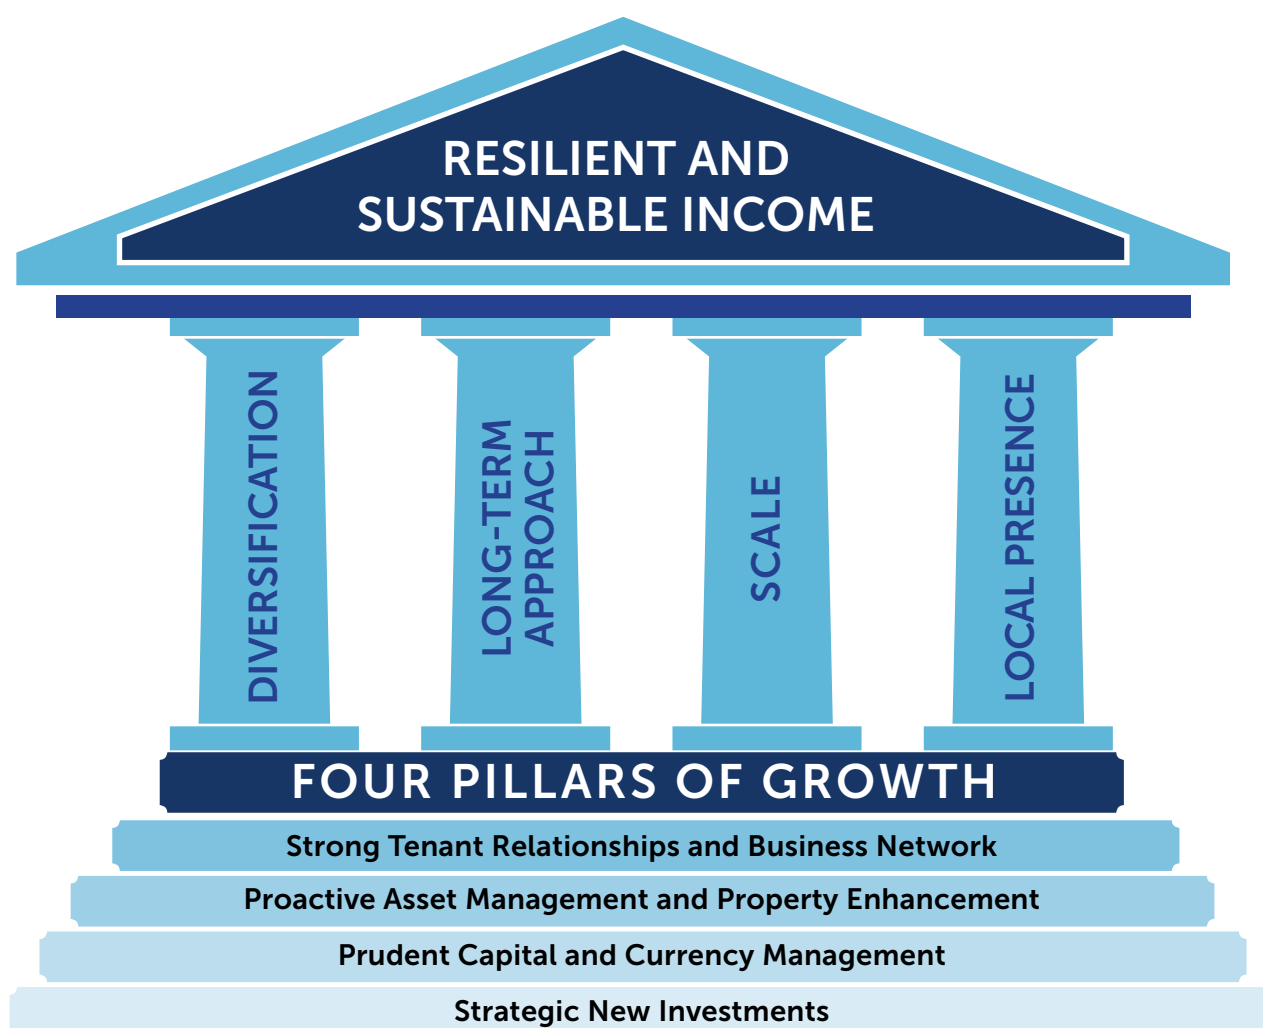 RESILIENT AND
SUSTAINABLE INCOME
DIVERSIFICATION
LONG-TERM
APPROACH
SCALE
LOCAL PRESENCE
FOUR PILLARS OF GROWTH
Strong Tenant Relationships and Business Network
Proactive Asset Management and Property Enhancement
Prudent Capital and Currency Management
Strategic New Investments